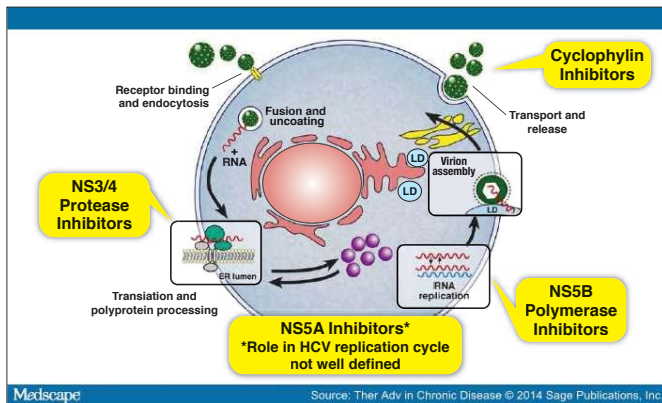 Receptor binding
and endocytosis
Fusion and
uncoating
+
RNA
Cyclophylin
Inhibitors
Transport and
release
LD
LD
Virion
assembly
LD
NS3/4
Protease
Inhibitors
ER lumen
Transiation and
polyprotein processing
RNA
replication
NS5B
Polymerase
Inhibitors
NS5A Inhibitors*
*Role in HCV replication cycle
not well defined
Medscape
Source: Ther Adv in Chronic Disease © 2014 Sage Publications, Inc.